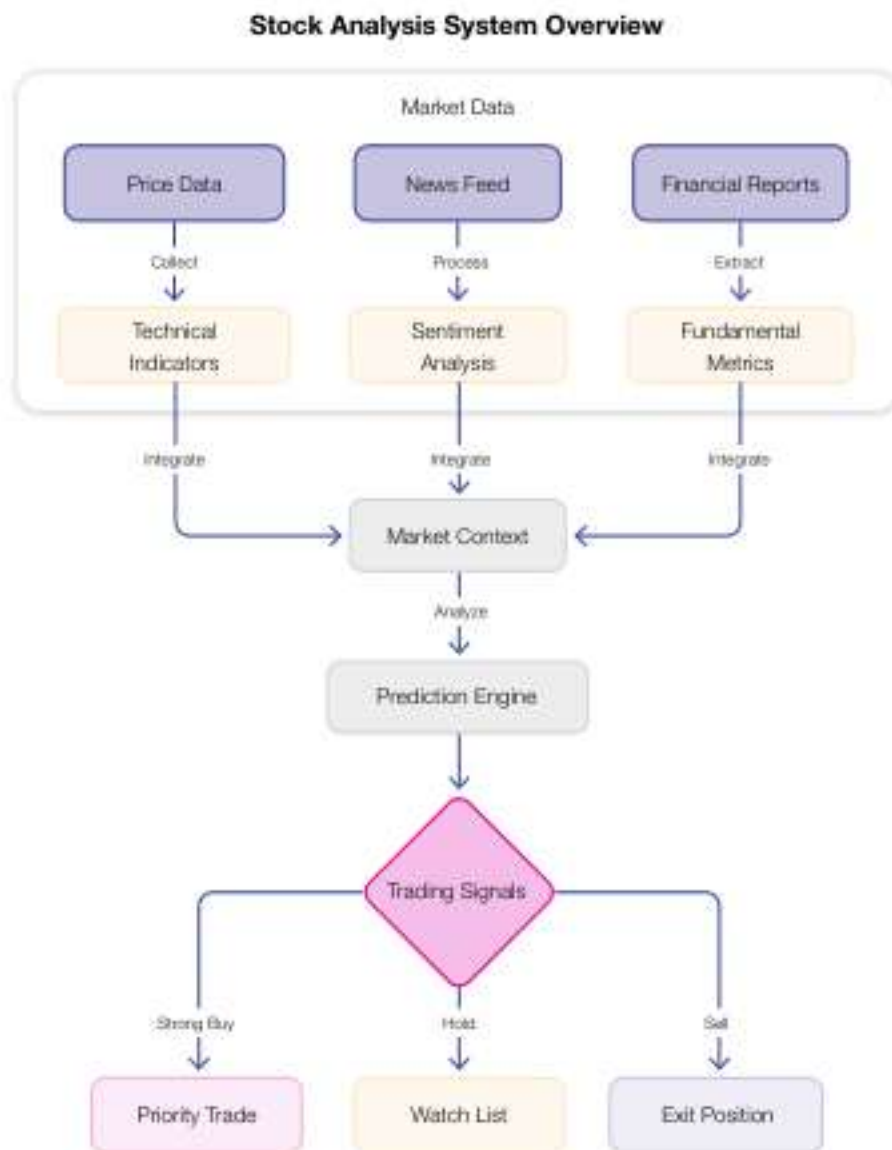 Stock Analysis System Overview
Market Data
Price Data
News Feed
Financial Reports
Collect
Process
Extract
Technical
Indicators
Sentiment
Analysis
Fundamental
Metrics
Integrate
Integrate
Integrate
Market Context
Analyze
Prediction Engine
Trading Signals
Strong Buy
Hold
Sell
Priority Trade
Watch List
Exit Position